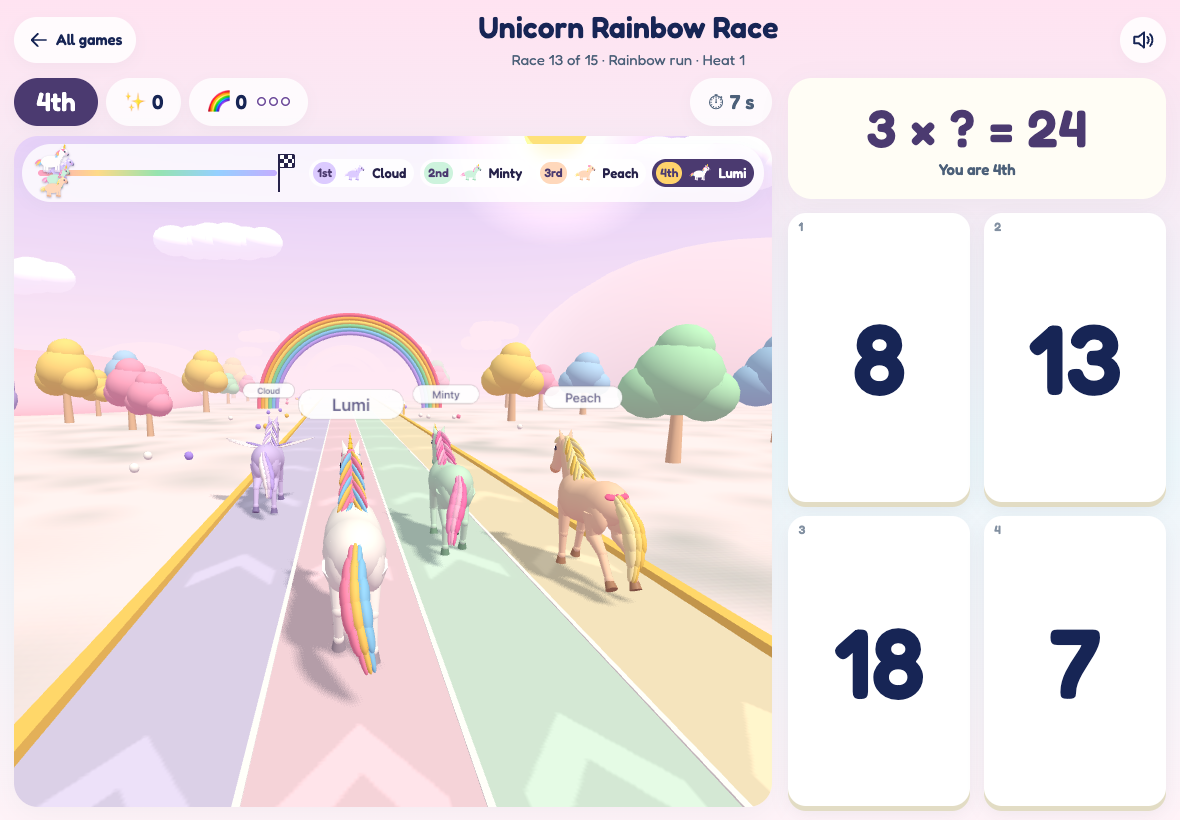 All games
Unicorn Rainbow Race
Race 13 of 15 · Rainbow run · Heat 1
4th
0
0
7 s
1st Cloud 2nd Minty 3rd Peach 4th Lumi
Cloud
Lumi
Minty
Peach
3 × ? = 24
You are 4th
1
8
2
13
3
18
4
7